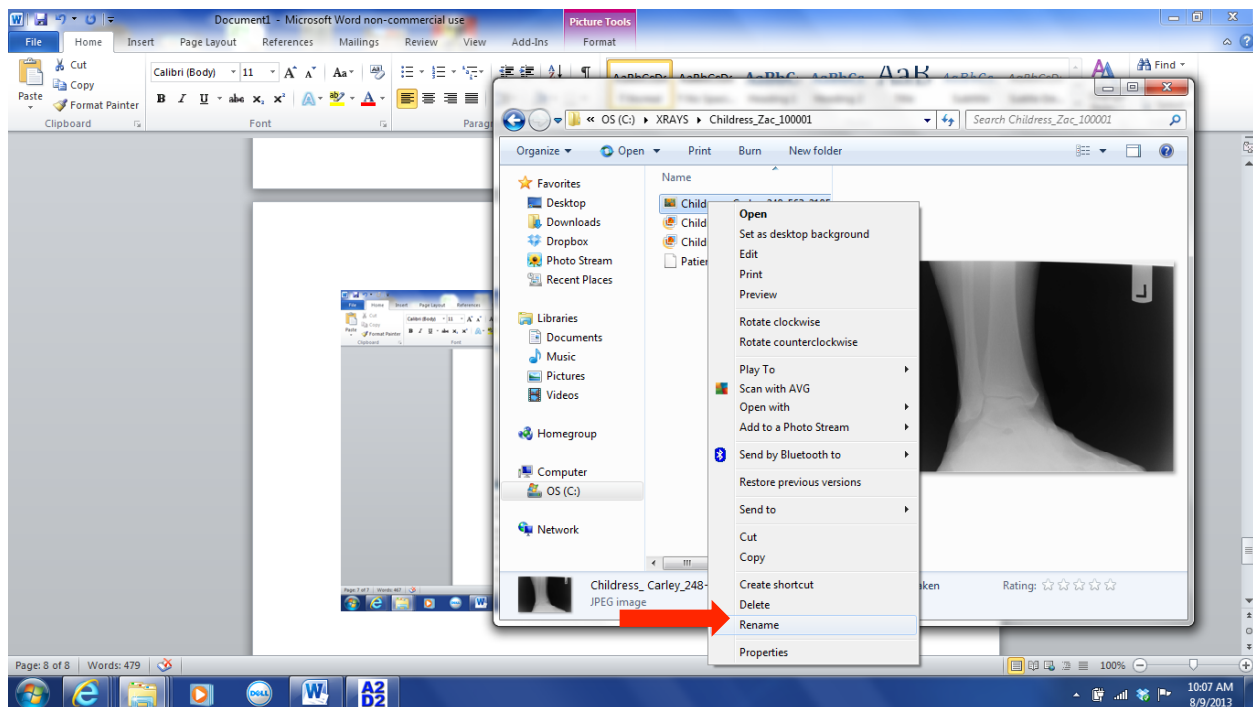 Document1 - Microsoft Word non-commercial use
Picture Tools
File Home Insert Page Layout References Mailings Review View Add-Ins Format
Cut
Copy
Format Painter
Paste
Clipboard
Calibri (Body) 11
Font
Find
« OS (C:) ▸ XRAYS ▸ Childress_Zac_100001
Search Childress_Zac_100001
Organize Open Print Burn New folder
Favorites
Desktop
Downloads
Dropbox
Photo Stream
Recent Places
Libraries
Documents
Music
Pictures
Videos
Homegroup
Computer
OS (C:)
Network
Name
Open
Set as desktop background
Edit
Print
Preview
Rotate clockwise
Rotate counterclockwise
Play To
Scan with AVG
Open with
Add to a Photo Stream
Send by Bluetooth to
Restore previous versions
Send to
Cut
Copy
Create shortcut
Delete
Rename
Properties
L
Childress_ Carley_248-
JPEG image
Rating:
Page: 8 of 8 Words: 479
100%
DELL
W
A2
D2
10:07 AM
8/9/2013